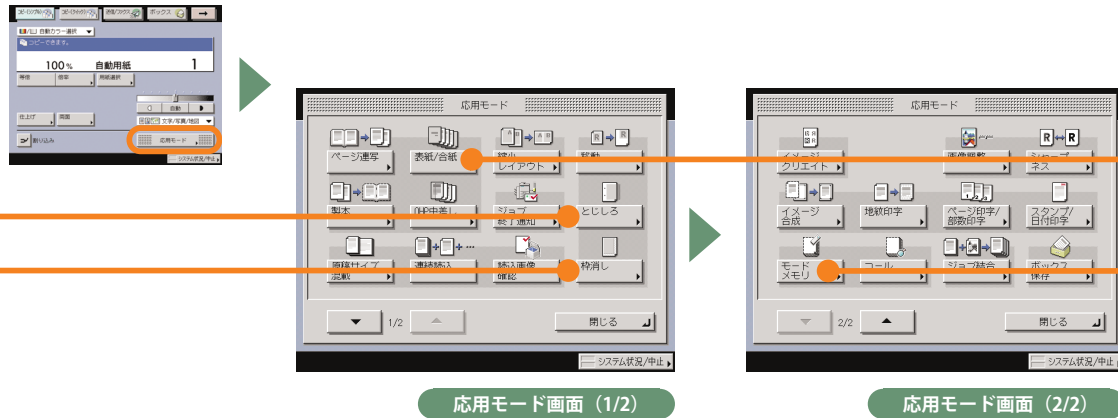 自動カラー選択
コピーできます。
100% 自動用紙 1
等倍 倍率 用紙選択
自動
仕上げ 両面 文字/写真/地図
割り込み 応用モード
システム状況/中止
応用モード
ページ連写 表紙/合紙 縮小レイアウト 移動
製本 OHP中差し ジョブ終了通知 とじしろ
原稿サイズ混載 連続読込 読込画像確認 枠消し
1/2 閉じる
システム状況/中止
応用モード画面（1/2）
応用モード
イメージクリエイト 画像調整 シャープネス
イメージ合成 地紋印字 ページ印字/部数印字 スタンプ/日付印字
モードメモリ コール ジョブ結合 ボックス保存
2/2 閉じる
システム状況/中止
応用モード画面（2/2）